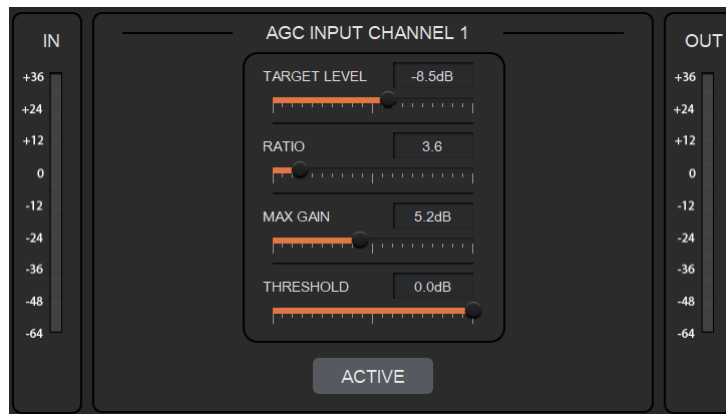 IN
+36
+24
+12
0
-12
-24
-36
-48
-64
AGC INPUT CHANNEL 1
TARGET LEVEL -8.5dB
RATIO 3.6
MAX GAIN 5.2dB
THRESHOLD 0.0dB
ACTIVE
OUT
+36
+24
+12
0
-12
-24
-36
-48
-64